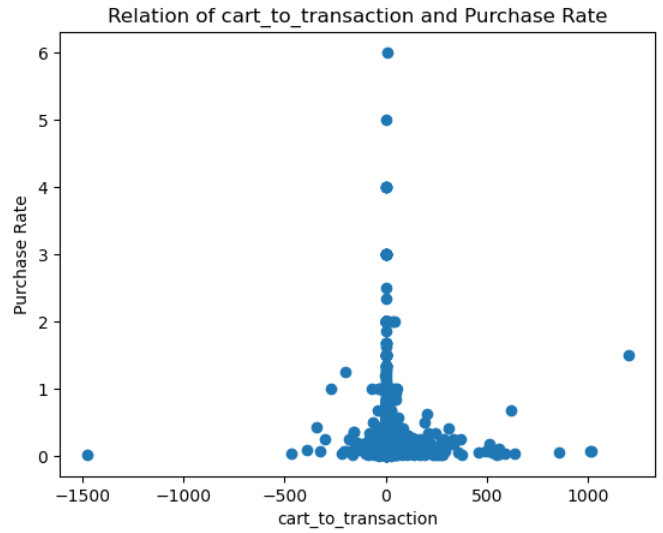 Relation of cart_to_transaction and Purchase Rate
6
5
4
3
2
1
0
Purchase Rate
−1500 −1000 −500 0 500 1000
cart_to_transaction